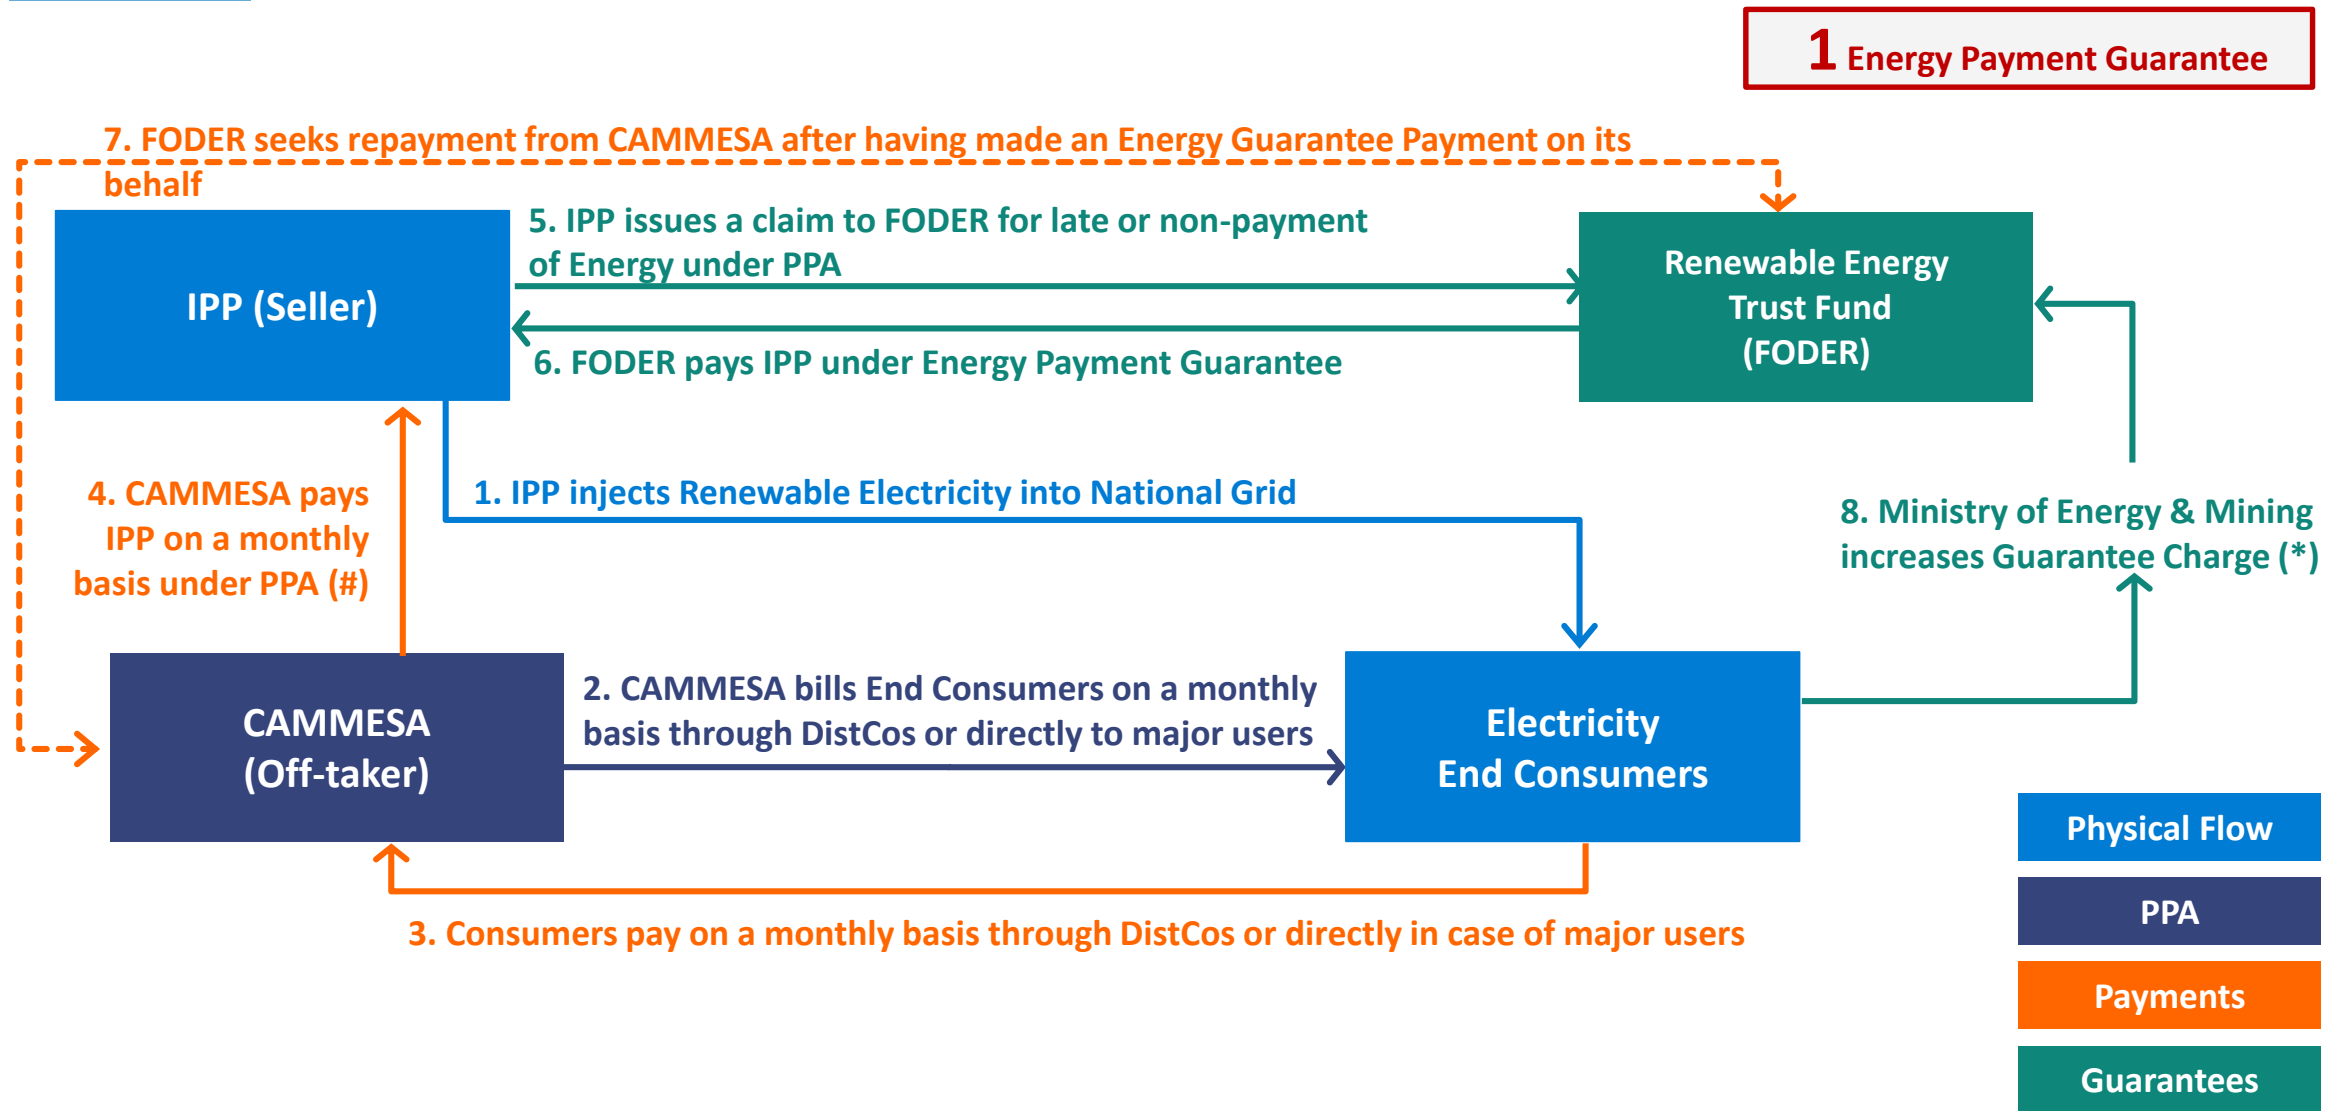 1 Energy Payment Guarantee
7. FODER seeks repayment from CAMMESA after having made an Energy Guarantee Payment on its
behalf
IPP (Seller)
5. IPP issues a claim to FODER for late or non-payment
of Energy under PPA
6. FODER pays IPP under Energy Payment Guarantee
Renewable Energy
Trust Fund
(FODER)
4. CAMMESA pays
IPP on a monthly
basis under PPA (#)
1. IPP injects Renewable Electricity into National Grid
8. Ministry of Energy & Mining
increases Guarantee Charge (*)
CAMMESA
(Off-taker)
2. CAMMESA bills End Consumers on a monthly
basis through DistCos or directly to major users
Electricity
End Consumers
3. Consumers pay on a monthly basis through DistCos or directly in case of major users
Physical Flow
PPA
Payments
Guarantees